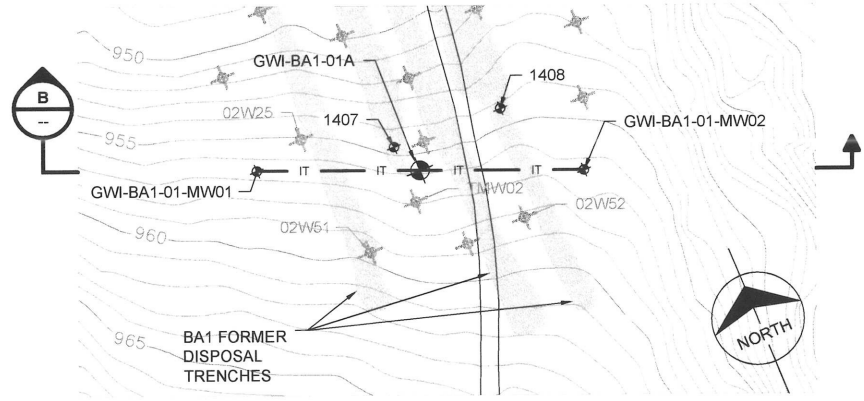 950
GWI-BA1-01A
1408
B
--
02W25
1407
GWI-BA1-01-MW02
955
IT IT IT IT
GWI-BA1-01-MW01
TMW02
02W52
02W51
960
965
BA1 FORMER
DISPOSAL
TRENCHES
NORTH